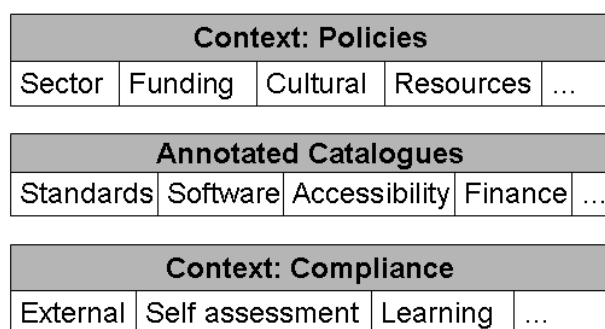 Context: Policies
Sector Funding Cultural Resources ...
Annotated Catalogues
Standards Software Accessibility Finance ...
Context: Compliance
External Self assessment Learning ...